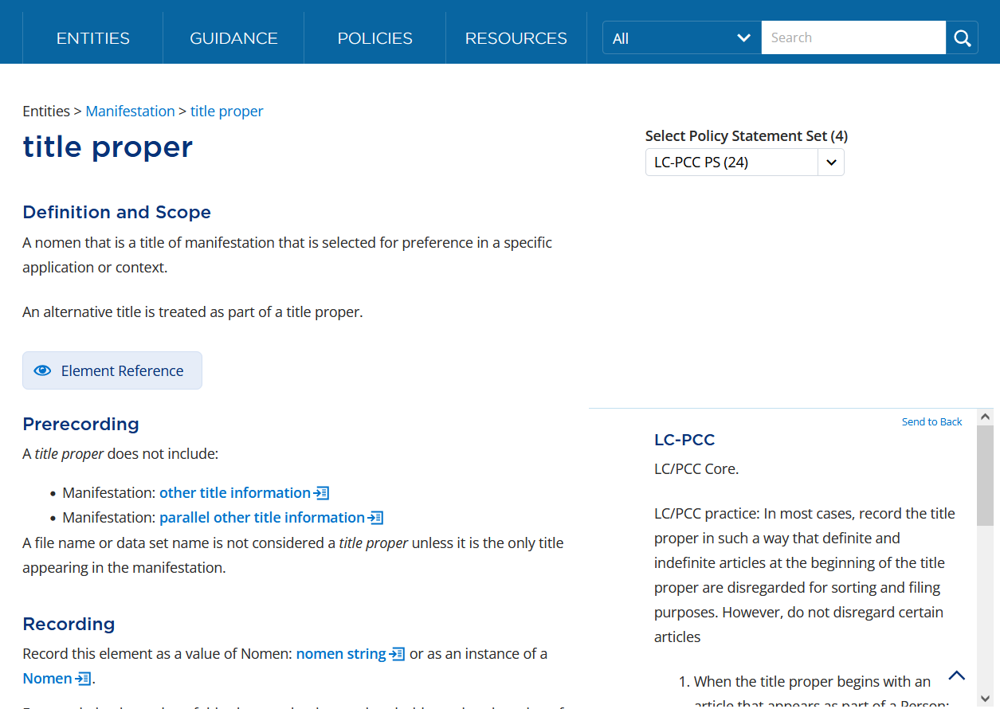 ENTITIES GUIDANCE POLICIES RESOURCES All Search
Entities > Manifestation > title proper
title proper
Select Policy Statement Set (4)
LC-PCC PS (24)
Definition and Scope
A nomen that is a title of manifestation that is selected for preference in a specific
application or context.
An alternative title is treated as part of a title proper.
Element Reference
Prerecording
A title proper does not include:
• Manifestation: other title information
• Manifestation: parallel other title information
A file name or data set name is not considered a title proper unless it is the only title
appearing in the manifestation.
Recording
Record this element as a value of Nomen: nomen string or as an instance of a
Nomen.
Send to Back
LC-PCC
LC/PCC Core.
LC/PCC practice: In most cases, record the title
proper in such a way that definite and
indefinite articles at the beginning of the title
proper are disregarded for sorting and filing
purposes. However, do not disregard certain
articles
1. When the title proper begins with an
article that appears as part of a Person: